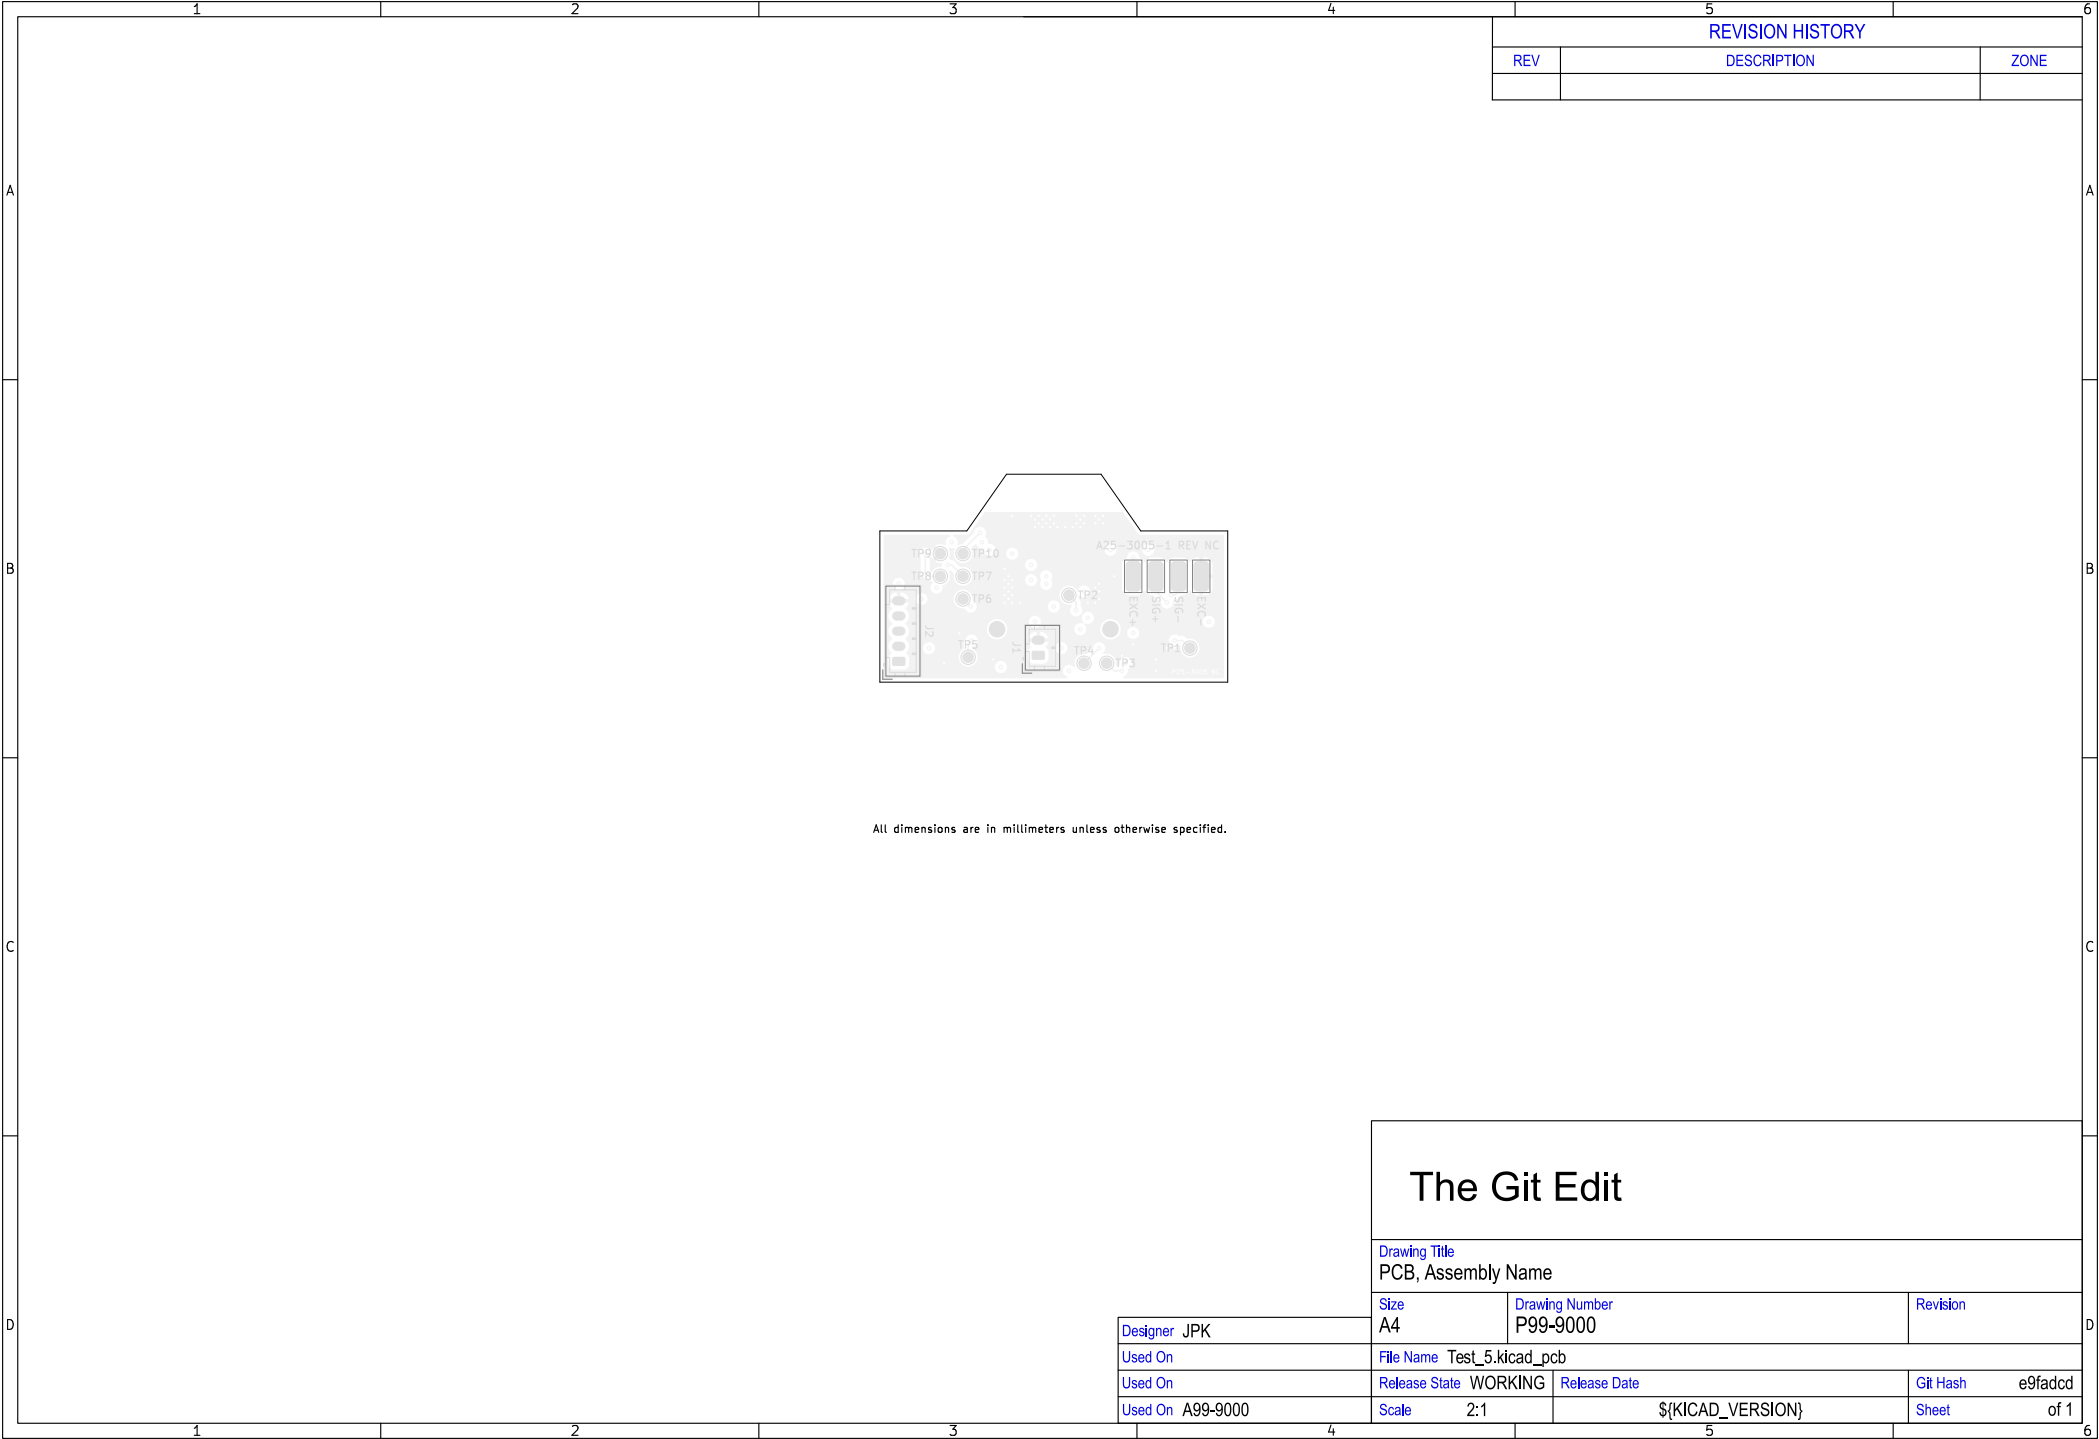 1 2 3 4 5 6
REVISION HISTORY
REV DESCRIPTION ZONE
A A
B B
A25-3005-1 REV NC
TP9 TP10
TP8 TP7
TP6 TP2
EXC+ SIG+ SIG- EXC-
J2
TP5 J1 TP4 TP3 TP1
All dimensions are in millimeters unless otherwise specified.
C C
The Git Edit
Drawing Title
PCB, Assembly Name
Size Drawing Number Revision
A4 P99-9000
D D
Designer JPK
Used On File Name Test_5.kicad_pcb
Used On Release State WORKING Release Date Git Hash e9fadcd
Used On A99-9000 Scale 2:1 ${KICAD_VERSION} Sheet of 1
1 2 3 4 5 6